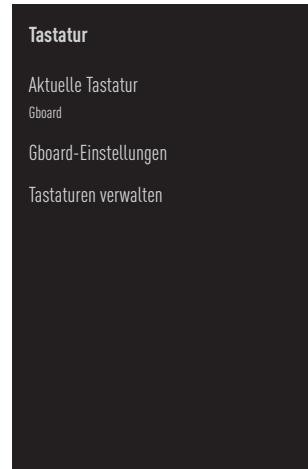 Tastatur
Aktuelle Tastatur
Gboard
Gboard-Einstellungen
Tastaturen verwalten